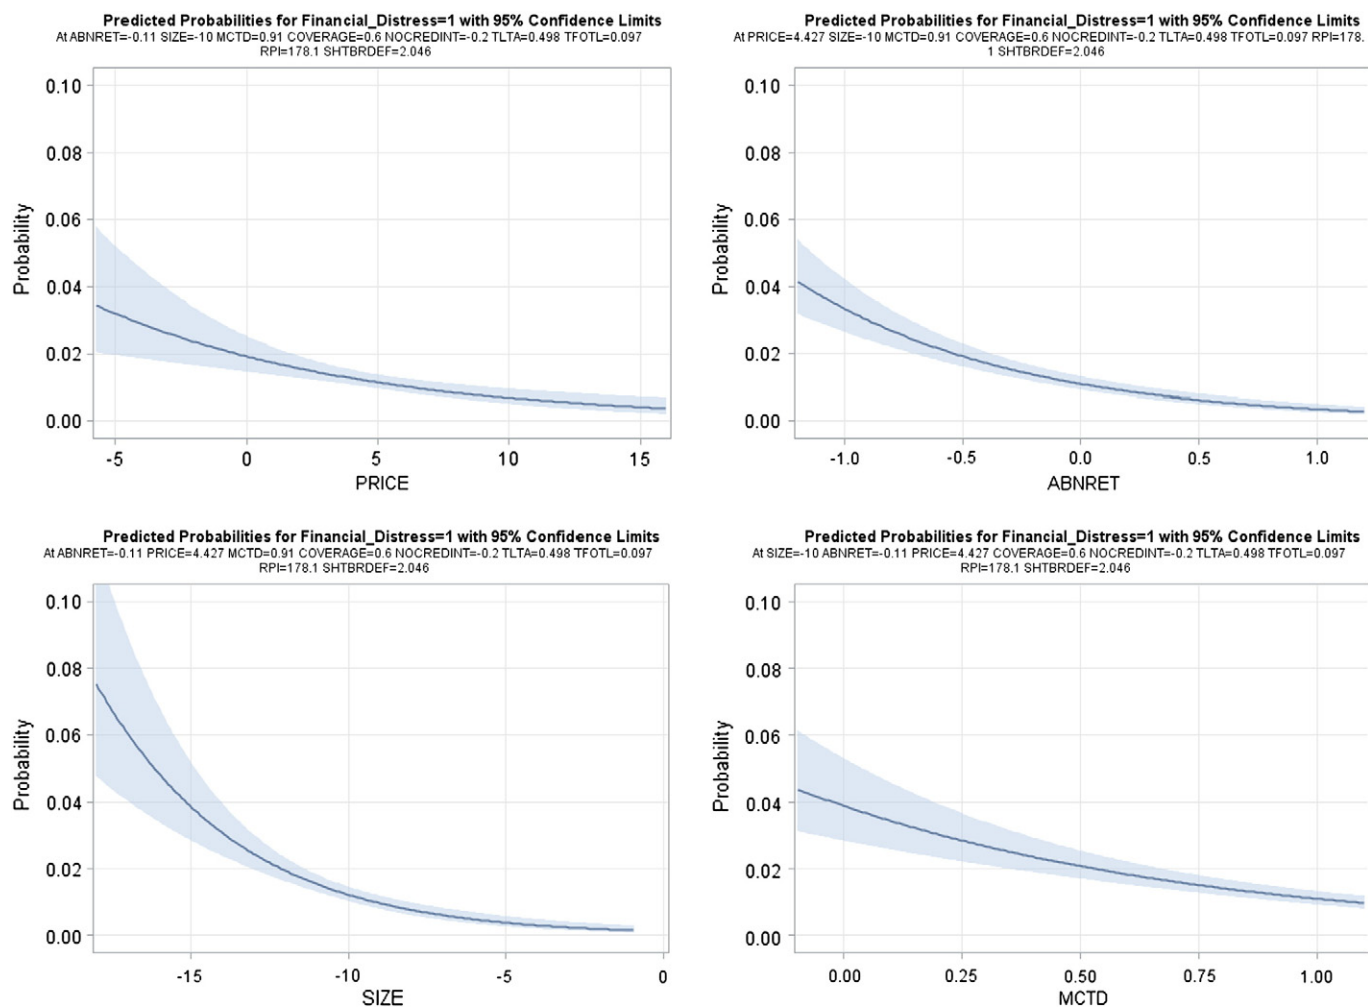 Predicted Probabilities for Financial_Distress=1 with 95% Confidence Limits
At ABNRET=-0.11 SIZE=-10 MCTD=0.91 COVERAGE=0.6 NOCREDINT=-0.2 TLTA=0.498 TFOTL=0.097
RPI=178.1 SHTBRDEF=2.046
0.10
0.08
0.06
0.04
0.02
0.00
Probability
-5
0
5
10
15
PRICE
Predicted Probabilities for Financial_Distress=1 with 95% Confidence Limits
At PRICE=4.427 SIZE=-10 MCTD=0.91 COVERAGE=0.6 NOCREDINT=-0.2 TLTA=0.498 TFOTL=0.097 RPI=178.
1 SHTBRDEF=2.046
0.10
0.08
0.06
0.04
0.02
0.00
Probability
-1.0
-0.5
0.0
0.5
1.0
ABNRET
Predicted Probabilities for Financial_Distress=1 with 95% Confidence Limits
At ABNRET=-0.11 PRICE=4.427 MCTD=0.91 COVERAGE=0.6 NOCREDINT=-0.2 TLTA=0.498 TFOTL=0.097
RPI=178.1 SHTBRDEF=2.046
0.10
0.08
0.06
0.04
0.02
0.00
Probability
-15
-10
-5
0
SIZE
Predicted Probabilities for Financial_Distress=1 with 95% Confidence Limits
At SIZE=-10 ABNRET=-0.11 PRICE=4.427 COVERAGE=0.6 NOCREDINT=-0.2 TLTA=0.498 TFOTL=0.097
RPI=178.1 SHTBRDEF=2.046
0.10
0.08
0.06
0.04
0.02
0.00
Probability
0.00
0.25
0.50
0.75
1.00
MCTD